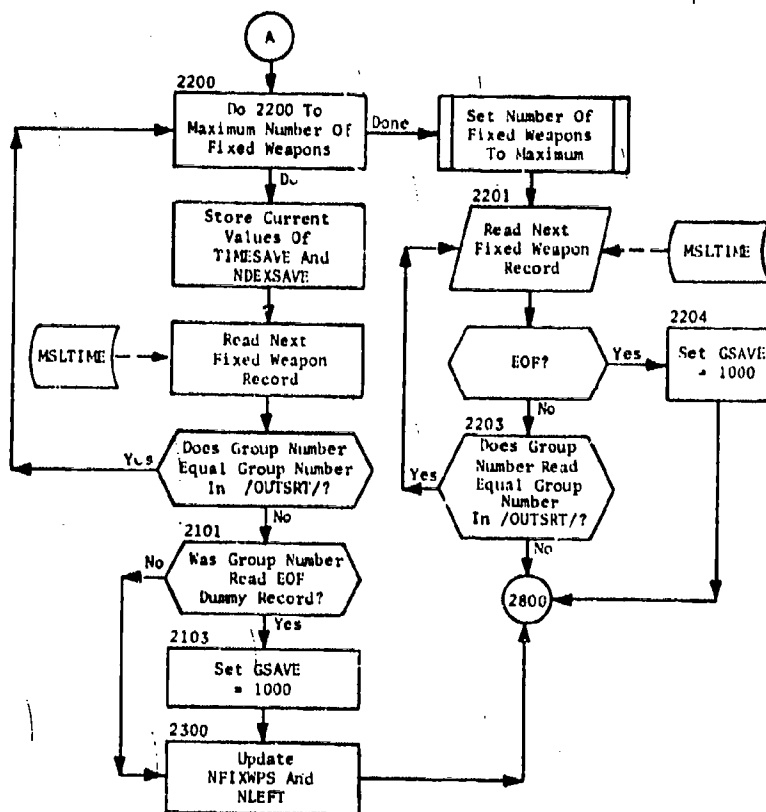 A
2200
Do 2200 To
Maximum Number Of
Fixed Weapons
Done
Set Number Of
Fixed Weapons
To Maximum
Do
Store Current
Values Of
TIMESAVE And
NDEXSAVE
2201
Read Next
Fixed Weapon
Record
MSLTIME
MSLTIME
Read Next
Fixed Weapon
Record
EOF?
Yes
2204
Set GSAVE
= 1000
No
2203
Does Group
Number Read
Equal Group
Number
In /OUTSRT/?
Yes
No
Does Group Number
Equal Group Number
In /OUTSRT/?
Yes
No
2101
Was Group Number
Read EOF
Dummy Record?
No
Yes
2800
2103
Set GSAVE
= 1000
2300
Update
NFIXWPS And
NLEFT